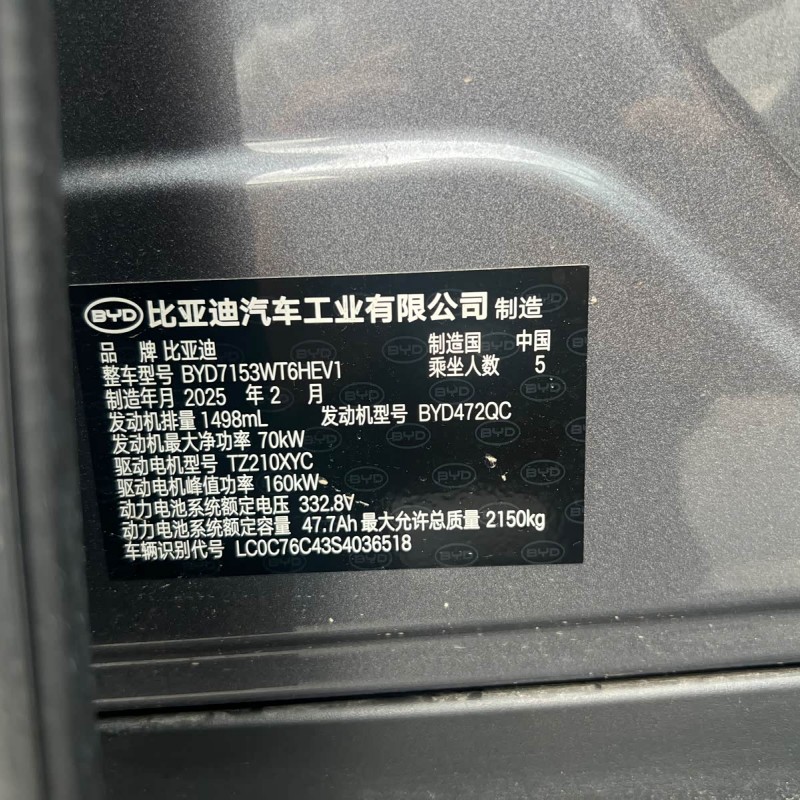 BYD 比亚迪汽车工业有限公司 制造
品 牌 比亚迪 制造国 中国
整车型号 BYD7153WT6HEV1 乘坐人数 5
制造年月 2025 年 2 月
发动机排量 1498mL 发动机型号 BYD472QC
发动机最大净功率 70kW
驱动电机型号 TZ210XYC
驱动电机峰值功率 160kW
动力电池系统额定电压 332.8V
动力电池系统额定容量 47.7Ah 最大允许总质量 2150kg
车辆识别代号 LC0C76C43S4036518